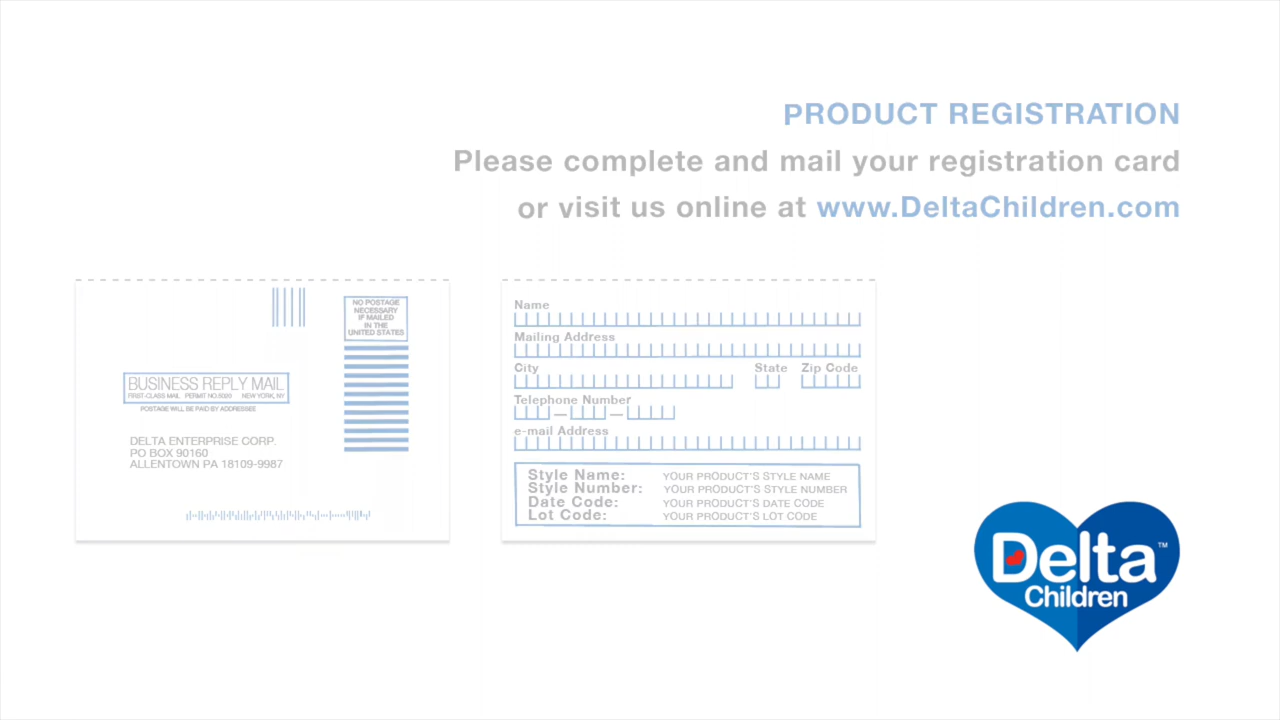 PRODUCT REGISTRATION
Please complete and mail your registration card
or visit us online at www.DeltaChildren.com
NO POSTAGE
NECESSARY
IF MAILED
IN THE
UNITED STATES
BUSINESS REPLY MAIL
FIRST-CLASS MAIL PERMIT NO.5020 NEW YORK, NY
POSTAGE WILL BE PAID BY ADDRESSEE
DELTA ENTERPRISE CORP.
PO BOX 90160
ALLENTOWN PA 18109-9987
Name
Mailing Address
City State Zip Code
Telephone Number
e-mail Address
Style Name: YOUR PRODUCT'S STYLE NAME
Style Number: YOUR PRODUCT'S STYLE NUMBER
Date Code: YOUR PRODUCT'S DATE CODE
Lot Code: YOUR PRODUCT'S LOT CODE
Delta™
Children